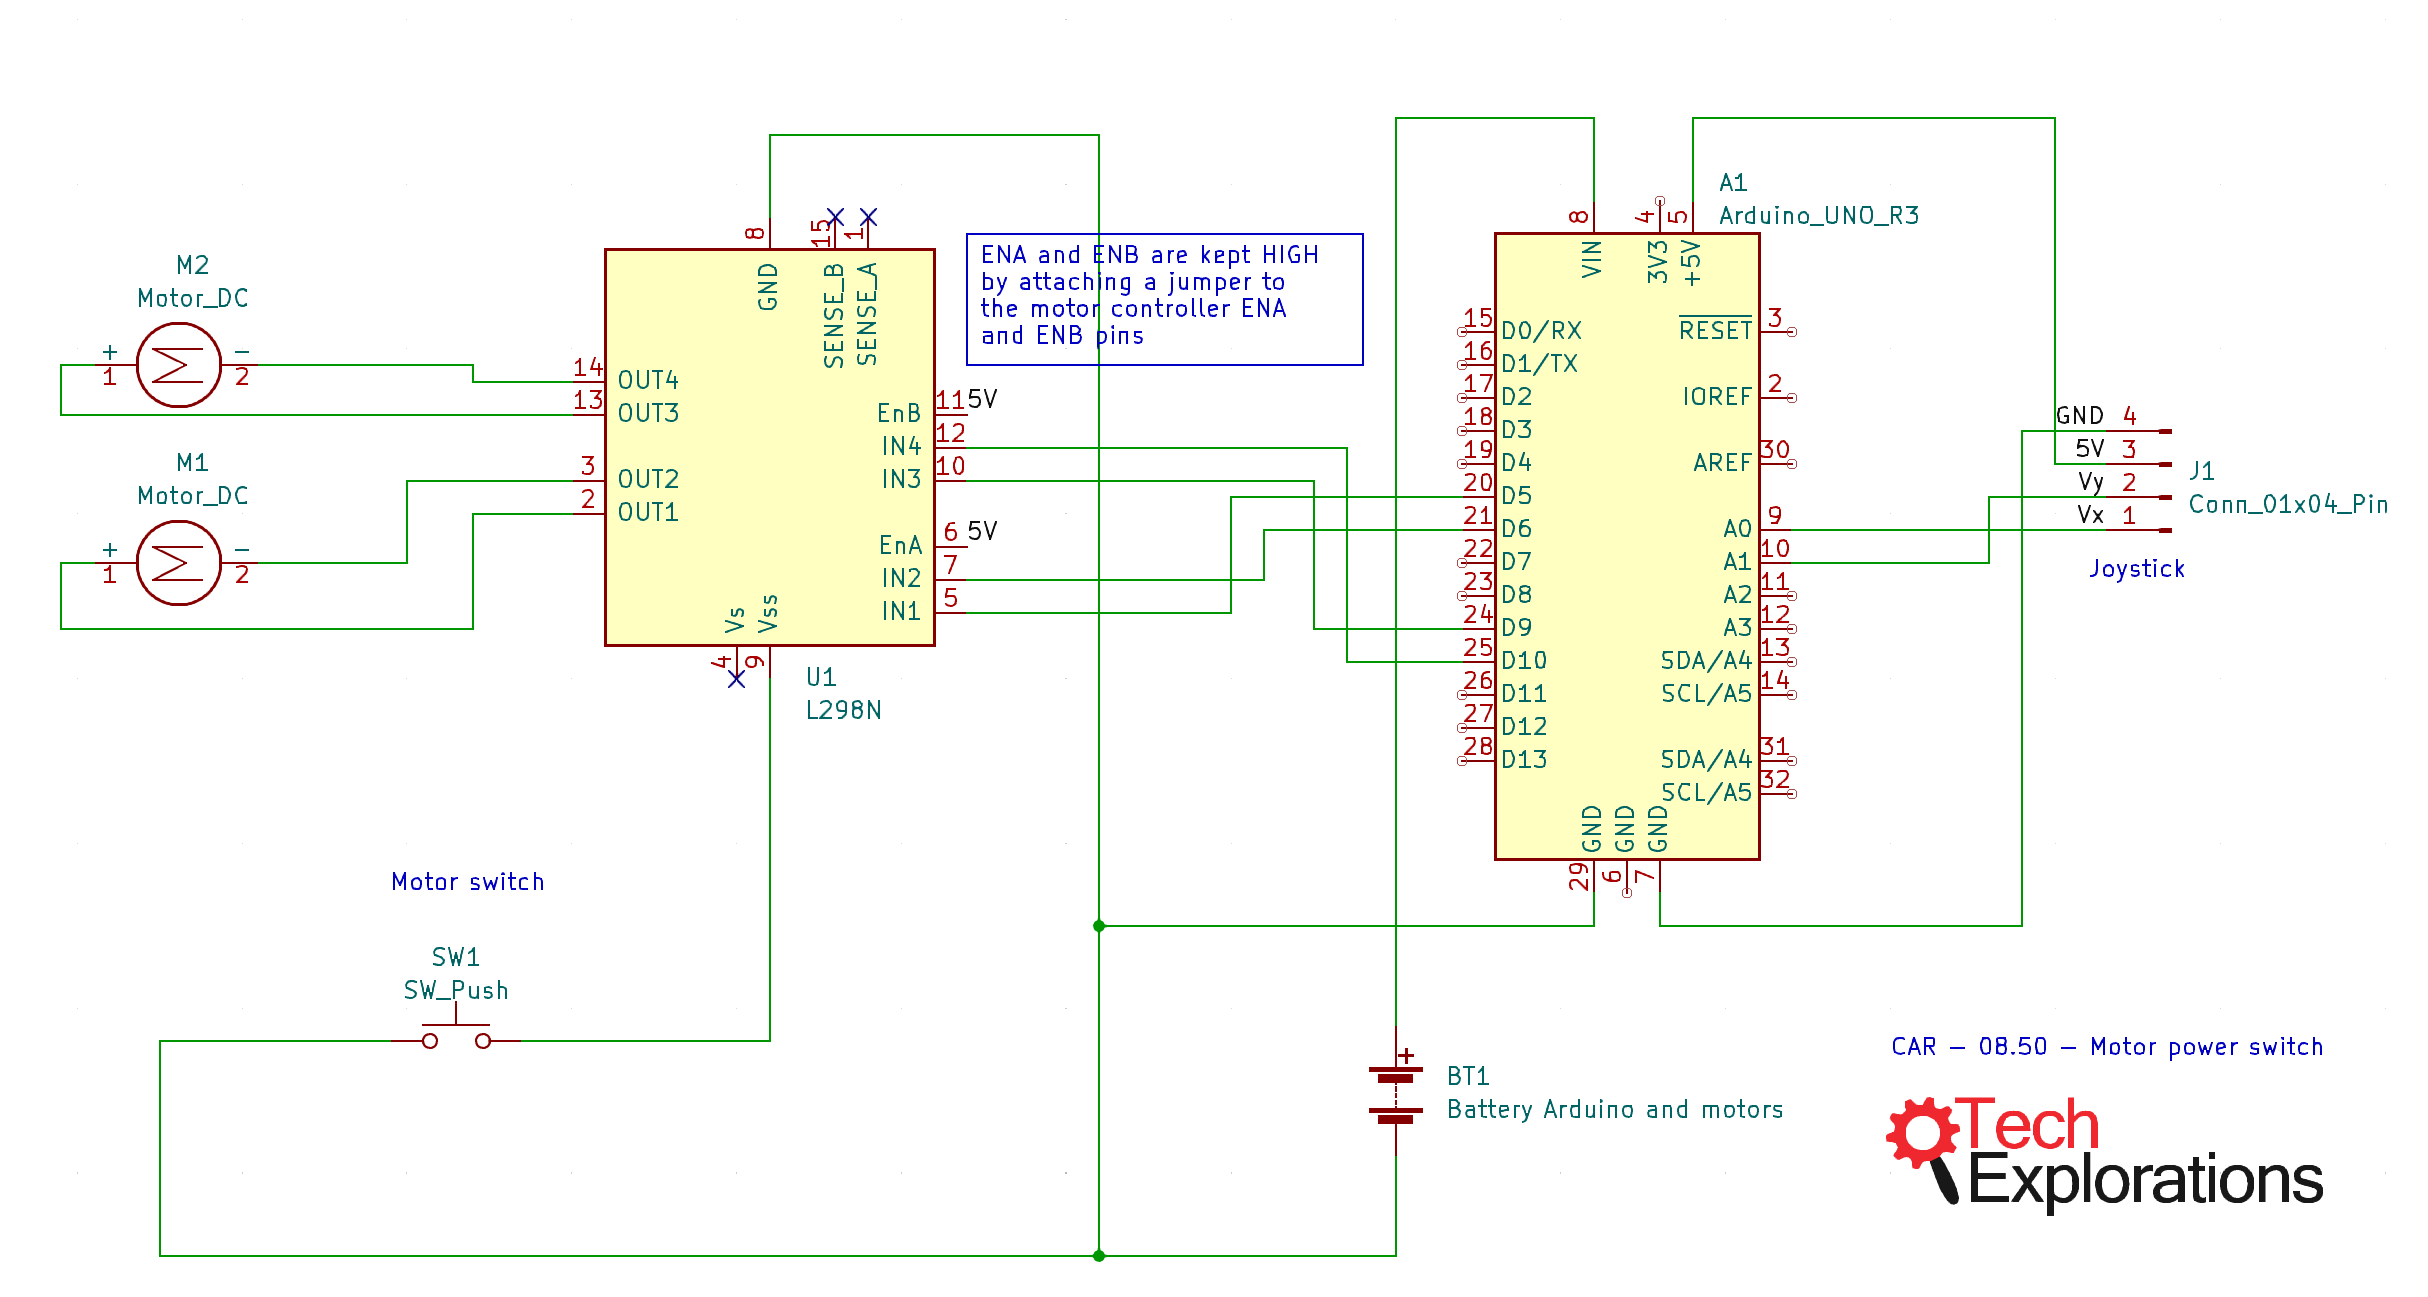 M2
Motor_DC
+
1
−
2
M1
Motor_DC
+
1
−
2
8
15
1
GND
SENSE_B
SENSE_A
14
OUT4
13
OUT3
3
OUT2
2
OUT1
11
EnB
5V
12
IN4
10
IN3
6
EnA
5V
7
IN2
5
IN1
Vs
Vss
4
9
U1
L298N
ENA and ENB are kept HIGH
by attaching a jumper to
the motor controller ENA
and ENB pins
A1
Arduino_UNO_R3
8
4
5
VIN
3V3
+5V
15
D0/RX
16
D1/TX
17
D2
18
D3
19
D4
20
D5
21
D6
22
D7
23
D8
24
D9
25
D10
26
D11
27
D12
28
D13
RESET
3
IOREF
2
AREF
30
A0
9
A1
10
A2
11
A3
12
SDA/A4
13
SCL/A5
14
SDA/A4
31
SCL/A5
32
GND
GND
GND
29
6
7
GND
4
5V
3
Vy
2
Vx
1
J1
Conn_01x04_Pin
Joystick
Motor switch
SW1
SW_Push
+
BT1
Battery Arduino and motors
CAR − 08.50 − Motor power switch
Tech
Explorations